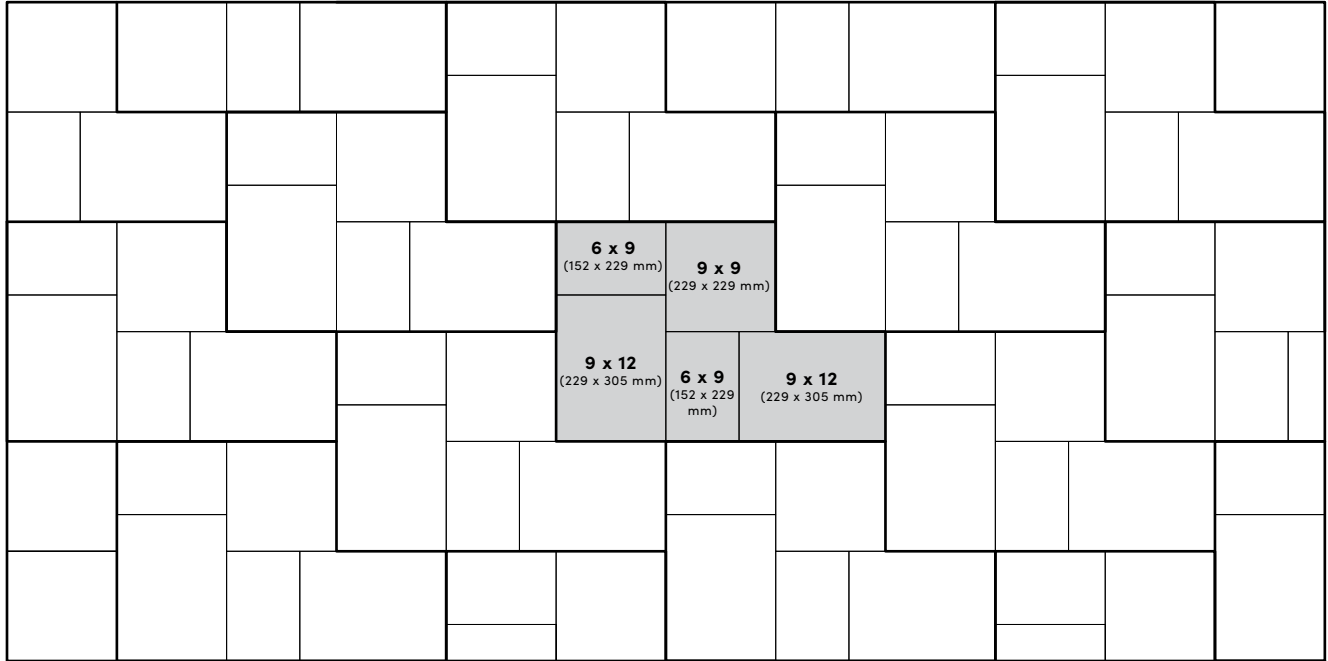 6 x 9
(152 x 229 mm)
9 x 9
(229 x 229 mm)
9 x 12
(229 x 305 mm)
6 x 9
(152 x 229
mm)
9 x 12
(229 x 305 mm)